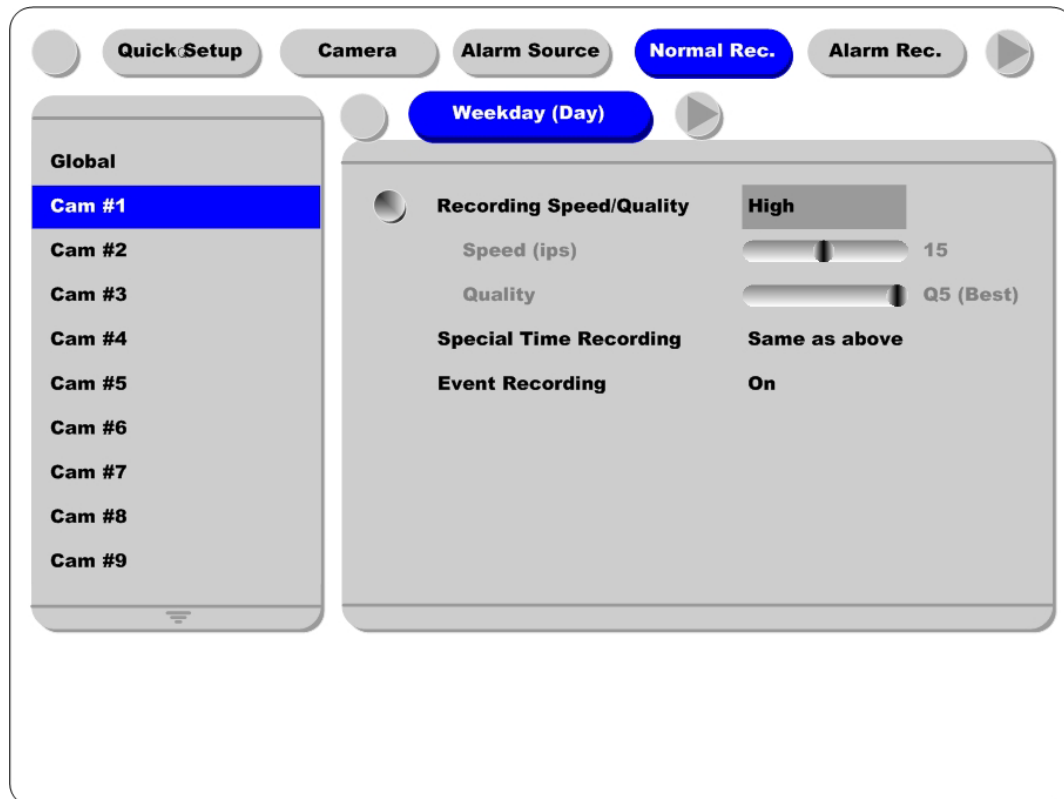 Quick Setup
Camera
Alarm Source
Normal Rec.
Alarm Rec.
Weekday (Day)
Global
Cam #1
Cam #2
Cam #3
Cam #4
Cam #5
Cam #6
Cam #7
Cam #8
Cam #9
Recording Speed/Quality High
Speed (ips) 15
Quality Q5 (Best)
Special Time Recording Same as above
Event Recording On